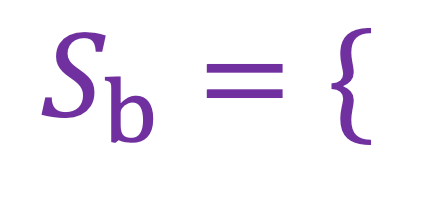 S_b = {